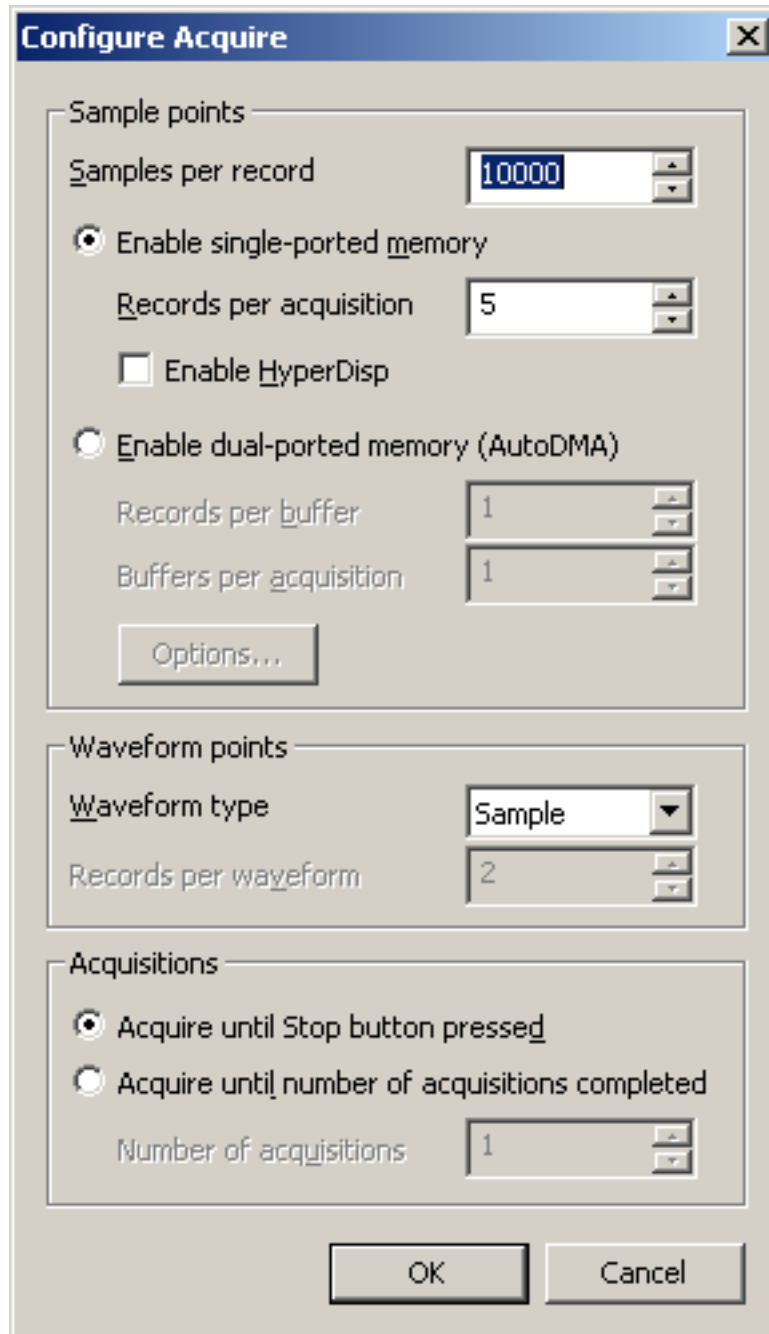 Configure Acquire
Sample points
Samples per record 10000
Enable single-ported memory
Records per acquisition 5
Enable HyperDisp
Enable dual-ported memory (AutoDMA)
Records per buffer 1
Buffers per acquisition 1
Options...
Waveform points
Waveform type Sample
Records per waveform 2
Acquisitions
Acquire until Stop button pressed
Acquire until number of acquisitions completed
Number of acquisitions 1
OK Cancel